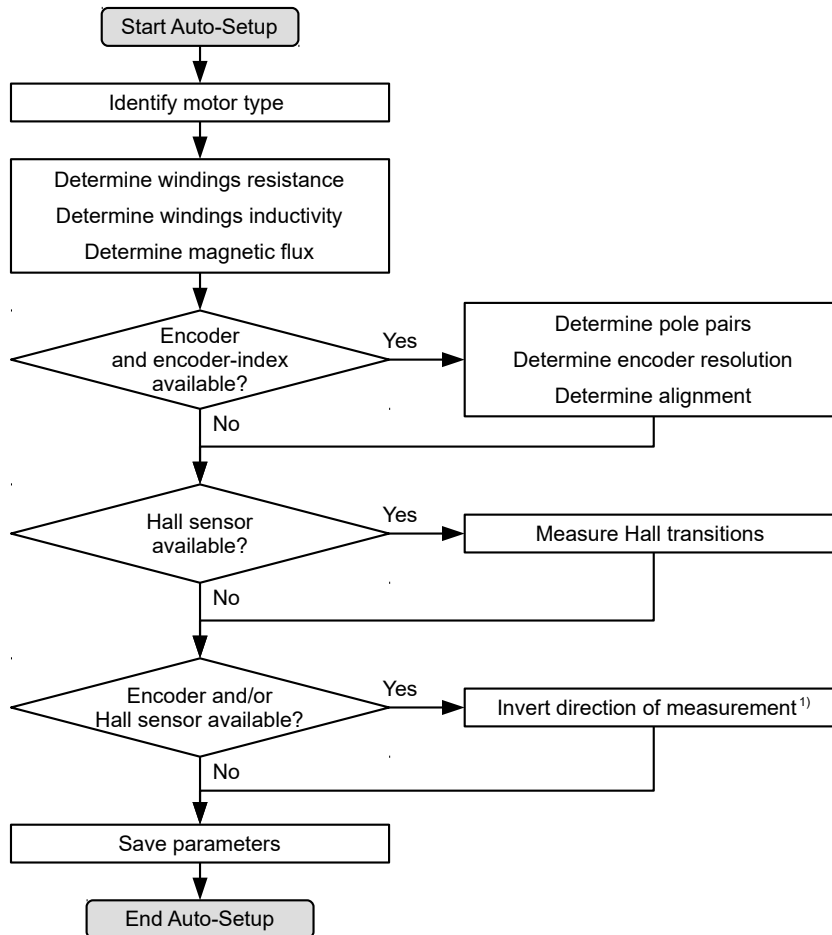 Start Auto-Setup
Identify motor type
Determine windings resistance
Determine windings inductivity
Determine magnetic flux
Encoder
and encoder-index
available?
Yes
Determine pole pairs
Determine encoder resolution
Determine alignment
No
Hall sensor
available?
Yes
Measure Hall transitions
No
Encoder and/or
Hall sensor available?
Yes
Invert direction of measurement 1)
No
Save parameters
End Auto-Setup